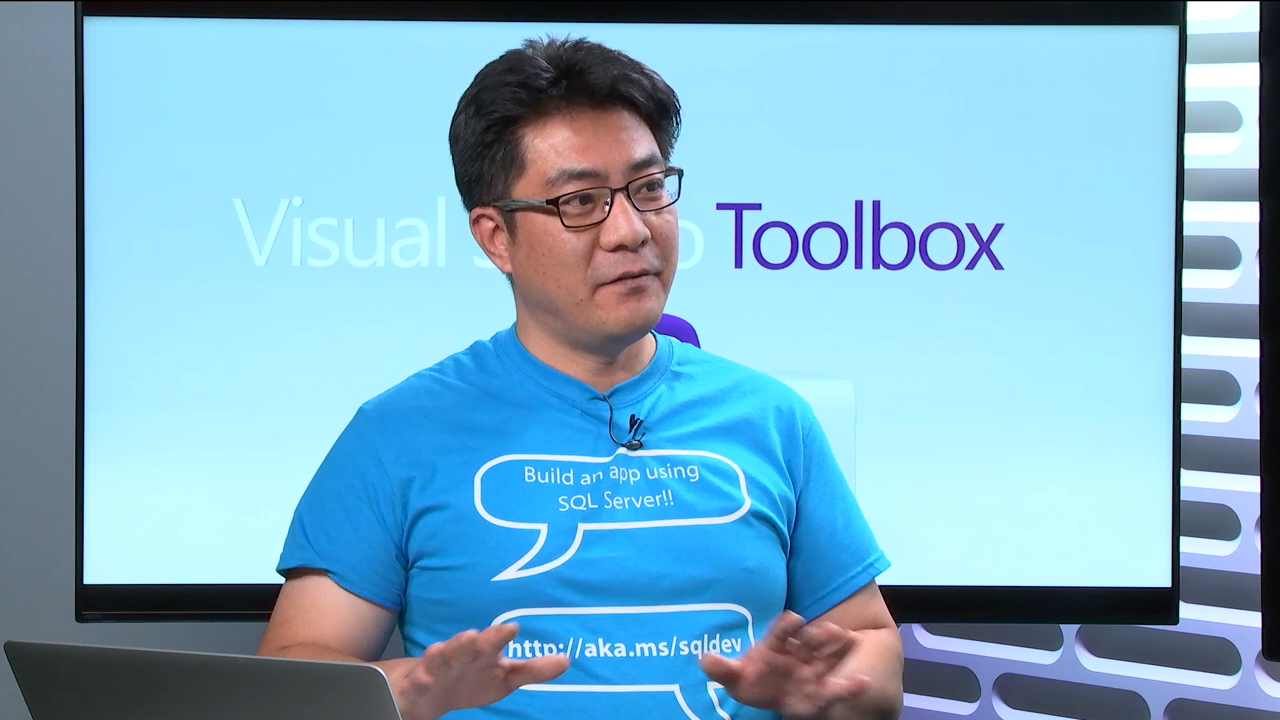 Visual S o Toolbox
Build an app using
SQL Server!!
http://aka.ms/sqldev